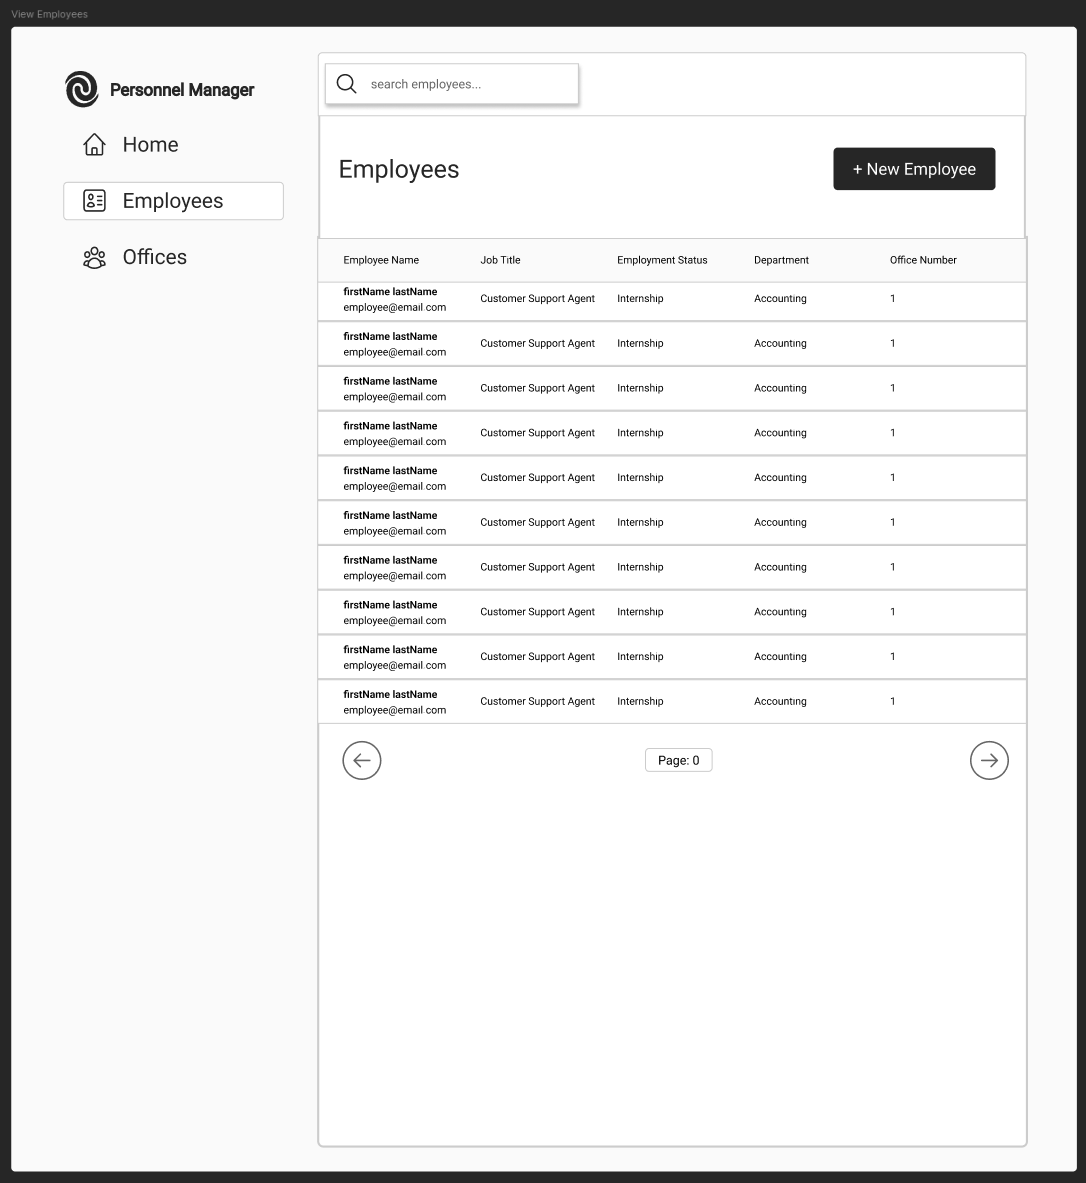 View Employees
Personnel Manager
Home
Employees
Offices
search employees...
Employees
+ New Employee
Employee Name Job Title Employment Status Department Office Number
firstName lastName
employee@email.com Customer Support Agent Internship Accounting 1
firstName lastName
employee@email.com Customer Support Agent Internship Accounting 1
firstName lastName
employee@email.com Customer Support Agent Internship Accounting 1
firstName lastName
employee@email.com Customer Support Agent Internship Accounting 1
firstName lastName
employee@email.com Customer Support Agent Internship Accounting 1
firstName lastName
employee@email.com Customer Support Agent Internship Accounting 1
firstName lastName
employee@email.com Customer Support Agent Internship Accounting 1
firstName lastName
employee@email.com Customer Support Agent Internship Accounting 1
firstName lastName
employee@email.com Customer Support Agent Internship Accounting 1
firstName lastName
employee@email.com Customer Support Agent Internship Accounting 1
Page: 0